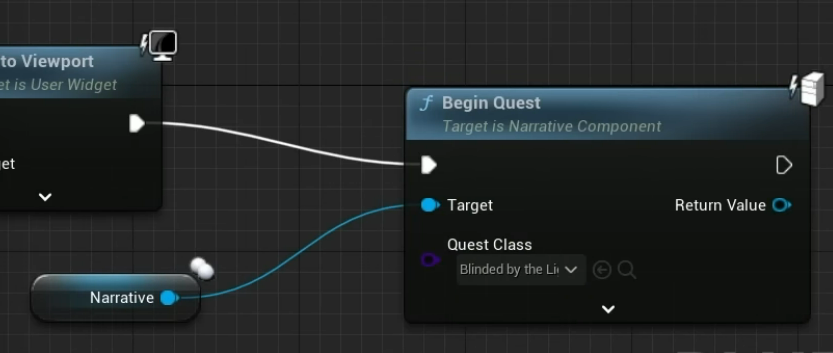 to Viewport
et is User Widget
get
Narrative
f Begin Quest
Target is Narrative Component
Target
Return Value
Quest Class
Blinded by the Li